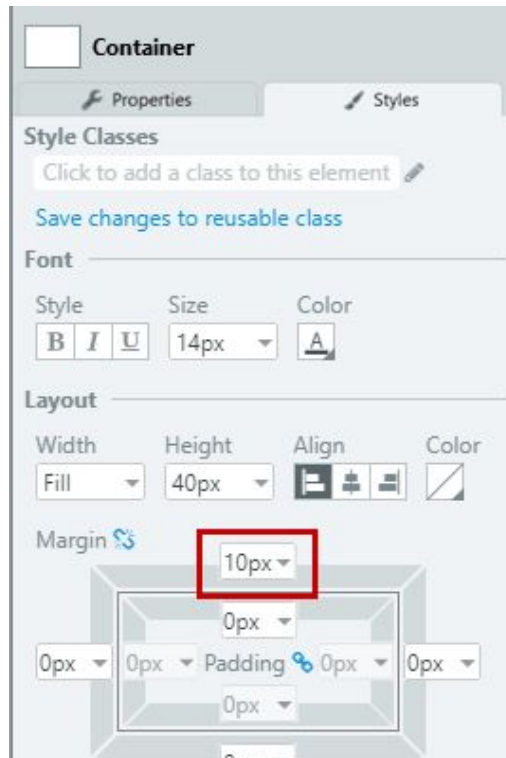 Container
Properties Styles
Style Classes
Click to add a class to this element
Save changes to reusable class
Font
Style Size Color
B I U 14px A
Layout
Width Height Align Color
Fill 40px
Margin
10px
0px
0px 0px Padding 0px 0px
0px